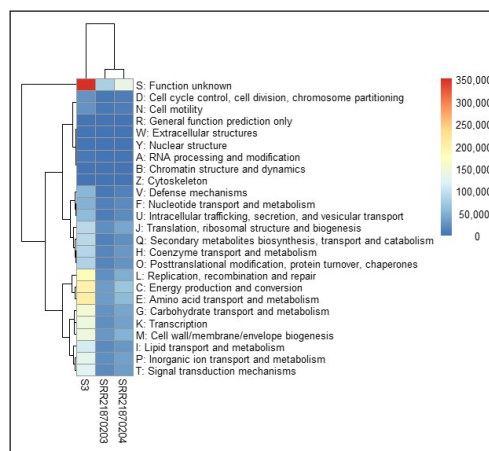 S: Function unknown
D: Cell cycle control, cell division, chromosome partitioning
N: Cell motility
R: General function prediction only
W: Extracellular structures
Y: Nuclear structure
A: RNA processing and modification
B: Chromatin structure and dynamics
Z: Cytoskeleton
V: Defense mechanisms
F: Nucleotide transport and metabolism
U: Intracellular trafficking, secretion, and vesicular transport
J: Translation, ribosomal structure and biogenesis
Q: Secondary metabolites biosynthesis, transport and catabolism
H: Coenzyme transport and metabolism
O: Posttranslational modification, protein turnover, chaperones
L: Replication, recombination and repair
C: Energy production and conversion
E: Amino acid transport and metabolism
G: Carbohydrate transport and metabolism
K: Transcription
M: Cell wall/membrane/envelope biogenesis
I: Lipid transport and metabolism
P: Inorganic ion transport and metabolism
T: Signal transduction mechanisms
S3
SRR21870203
SRR21870204
350,000
300,000
250,000
200,000
150,000
100,000
50,000
0